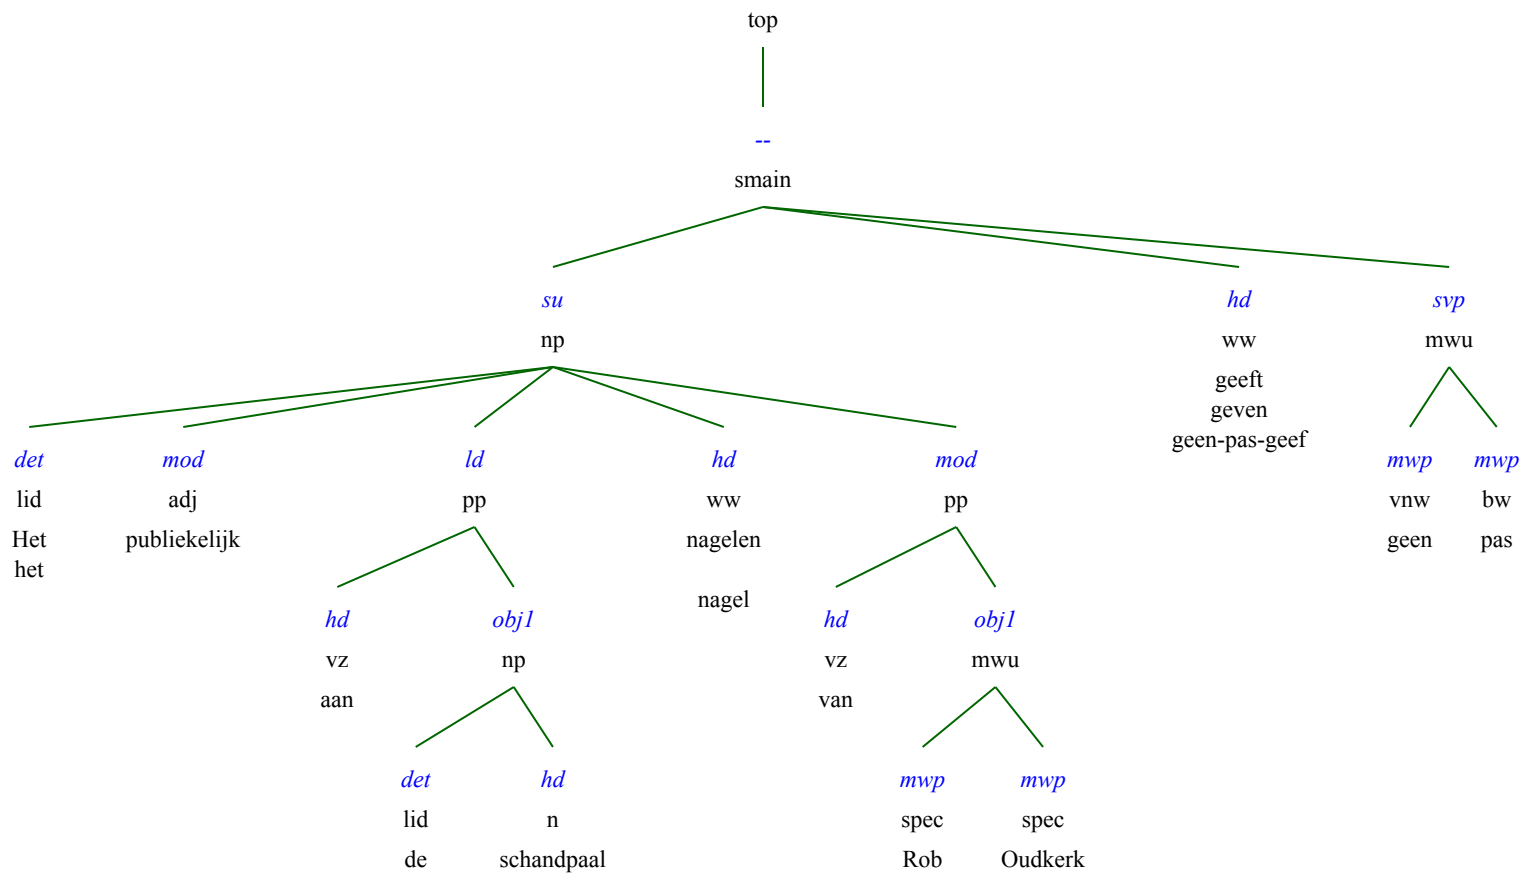 top
--
smain
su hd svp
np ww mwu
geeft
geven
geen-pas-geef
det mod ld hd mod mwp mwp
lid adj pp ww pp vnw bw
Het publiekelijk nagelen geen pas
het
nagel
hd obj1 hd obj1
vz np vz mwu
aan van
det hd mwp mwp
lid n spec spec
de schandpaal Rob Oudkerk